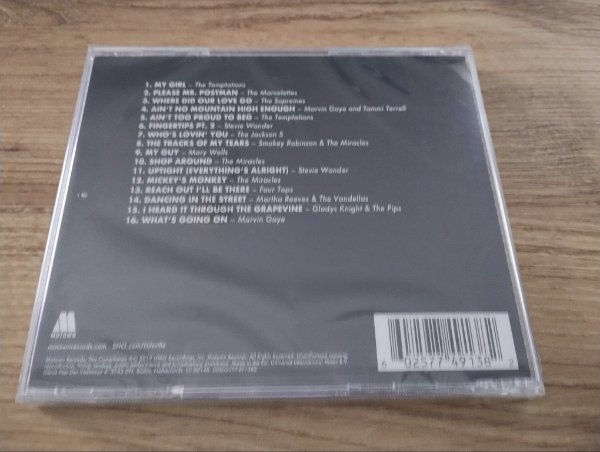 1. MY GIRL – The Temptations
2. PLEASE MR. POSTMAN – The Marvelettes
3. WHERE DID OUR LOVE GO – The Supremes
4. AIN'T NO MOUNTAIN HIGH ENOUGH – Marvin Gaye and Tammi Terrell
5. AIN'T TOO PROUD TO BEG – The Temptations
6. FINGERTIPS PT. 2 – Stevie Wonder
7. WHO'S LOVIN' YOU – The Jackson 5
8. THE TRACKS OF MY TEARS – Smokey Robinson & The Miracles
9. MY GUY – Mary Wells
10. SHOP AROUND – The Miracles
11. UPTIGHT (EVERYTHING'S ALRIGHT) – Stevie Wonder
12. MICKEY'S MONKEY – The Miracles
13. REACH OUT I'LL BE THERE – Four Tops
14. DANCING IN THE STREET – Martha Reeves & The Vandellas
15. I HEARD IT THROUGH THE GRAPEVINE – Gladys Knight & The Pips
16. WHAT'S GOING ON – Marvin Gaye
MOTOWN
6 02577 49138 2